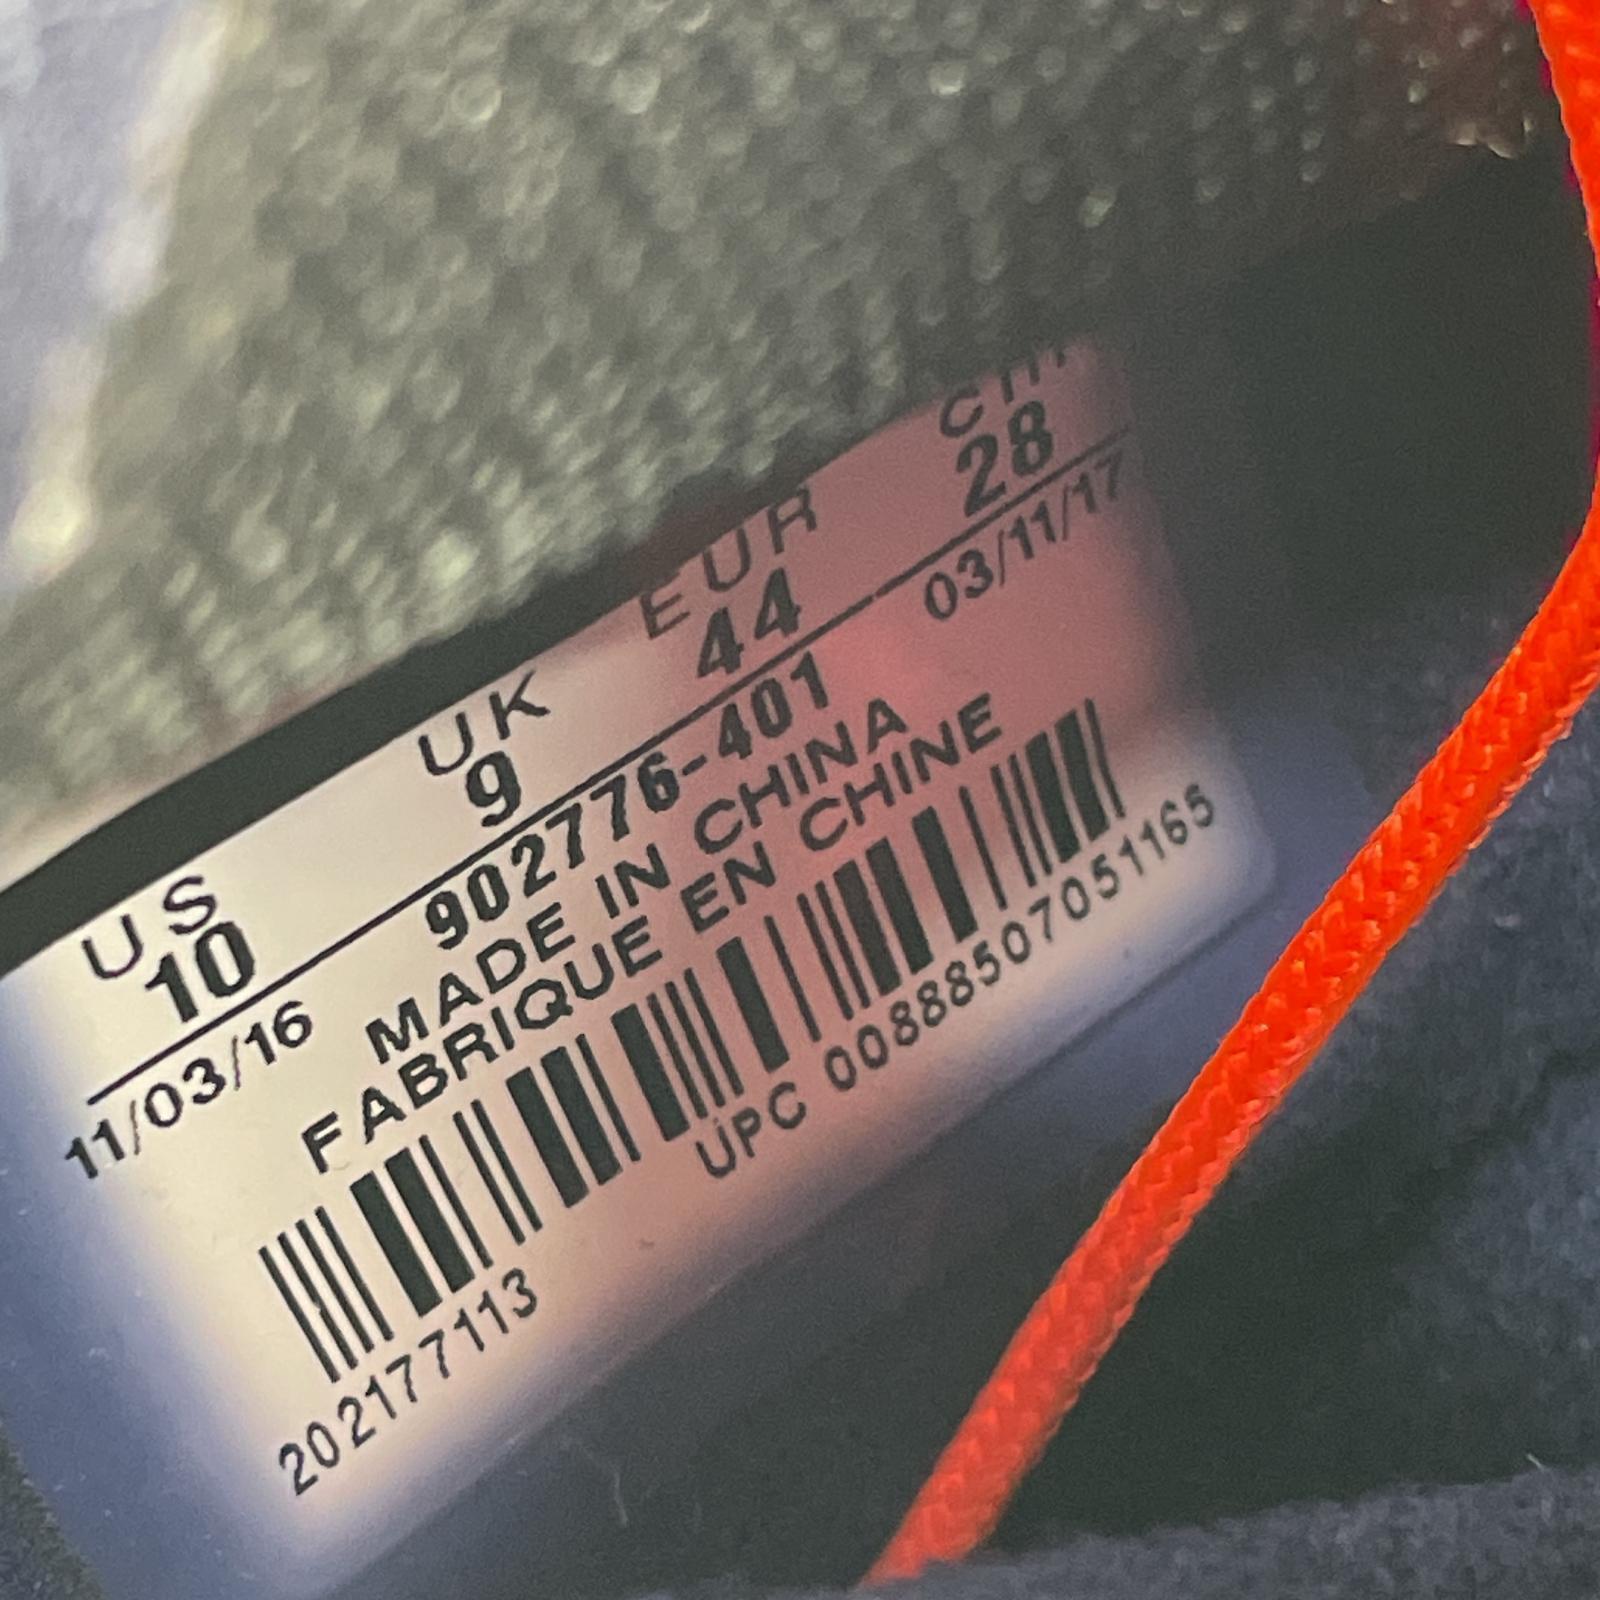 US UK EUR cm
10 9 44 28
11/03/16 902776-401 03/11/17
MADE IN CHINA
FABRIQUE EN CHINE
UPC 00888507051165
202177113